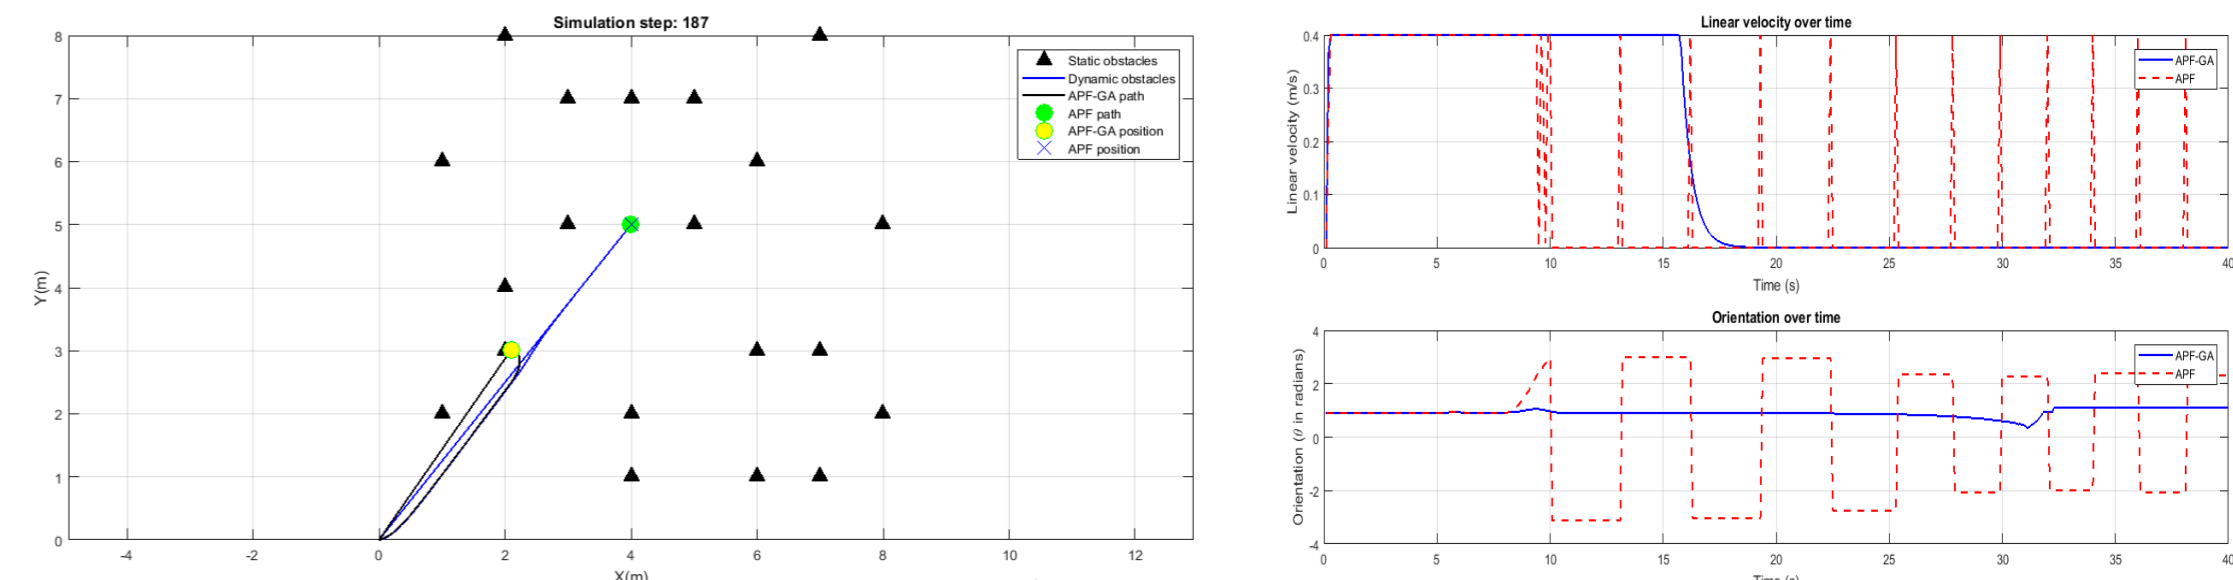 Simulation step: 187
8
7
6
5
4
3
2
1
0
Y(m)
-4 -2 0 2 4 6 8 10 12
X(m)
Static obstacles
Dynamic obstacles
APF-GA path
APF path
APF-GA position
APF position
Linear velocity over time
0.4
0.3
0.2
0.1
0
Linear velocity (m/s)
0 5 10 15 20 25 30 35 40
Time (s)
APF-GA
APF
Orientation over time
4
2
0
-2
-4
Orientation (θ in radians)
0 5 10 15 20 25 30 35 40
Time (s)
APF-GA
APF